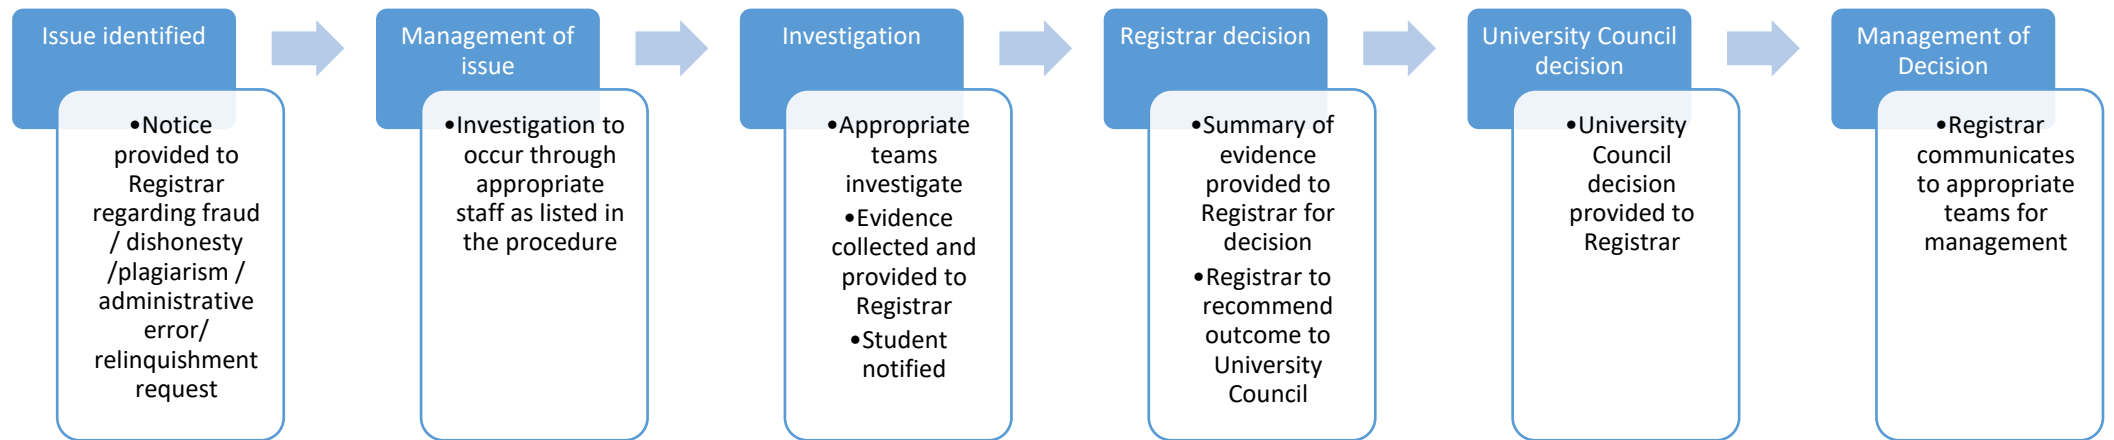 Issue identified
•Notice
provided to
Registrar
regarding fraud
/ dishonesty
/plagiarism /
administrative
error/
relinquishment
request
Management of
issue
•Investigation to
occur through
appropriate
staff as listed in
the procedure
Investigation
•Appropriate
teams
investigate
•Evidence
collected and
provided to
Registrar
•Student
notified
Registrar decision
•Summary of
evidence
provided to
Registrar for
decision
•Registrar to
recommend
outcome to
University
Council
University Council
decision
•University
Council
decision
provided to
Registrar
Management of
Decision
•Registrar
communicates
to appropriate
teams for
management